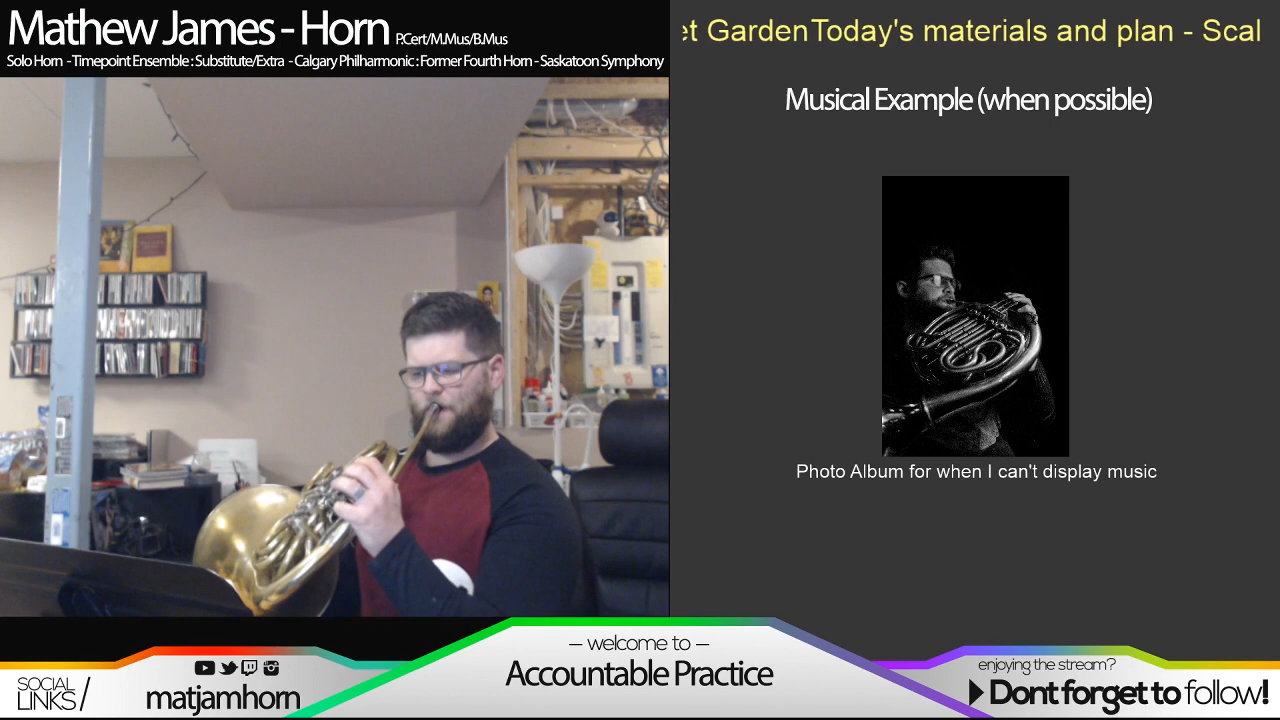 Mathew James - Horn P.Cert/M.Mus/B.Mus
Solo Horn - Timepoint Ensemble : Substitute/Extra - Calgary Philharmonic : Former Fourth Horn - Saskatoon Symphony
et Garden Today's materials and plan - Scal
Musical Example (when possible)
Photo Album for when I can't display music
SOCIAL
LINKS /
matjamhorn
– welcome to –
Accountable Practice
enjoying the stream?
Dont forget to follow!